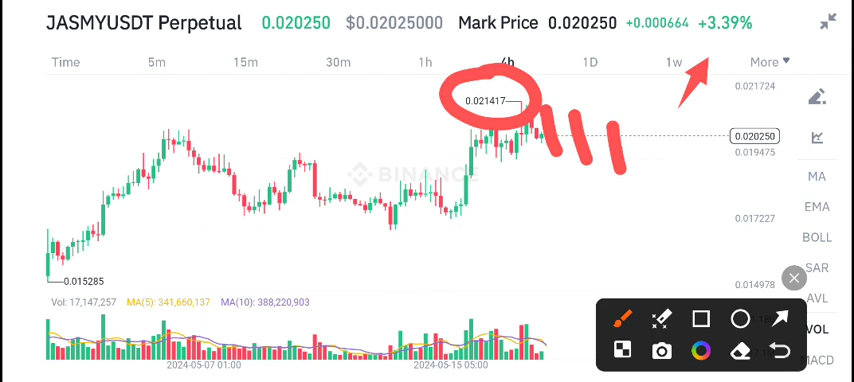 JASMYUSDT Perpetual 0.020250 $0.02025000 Mark Price 0.020250 +0.000664 +3.39%
Time 5m 15m 30m 1h 4h 1D 1w More
0.021724
0.021417
0.020250
0.019475
BINANCE
MA
EMA
0.017227
BOLL
SAR
0.015285
0.014978
AVL
Vol: 17,147,257 MA(5): 341,660,137 MA(10): 388,220,903
VOL
MACD
2024-05-07 01:00 2024-05-15 05:00